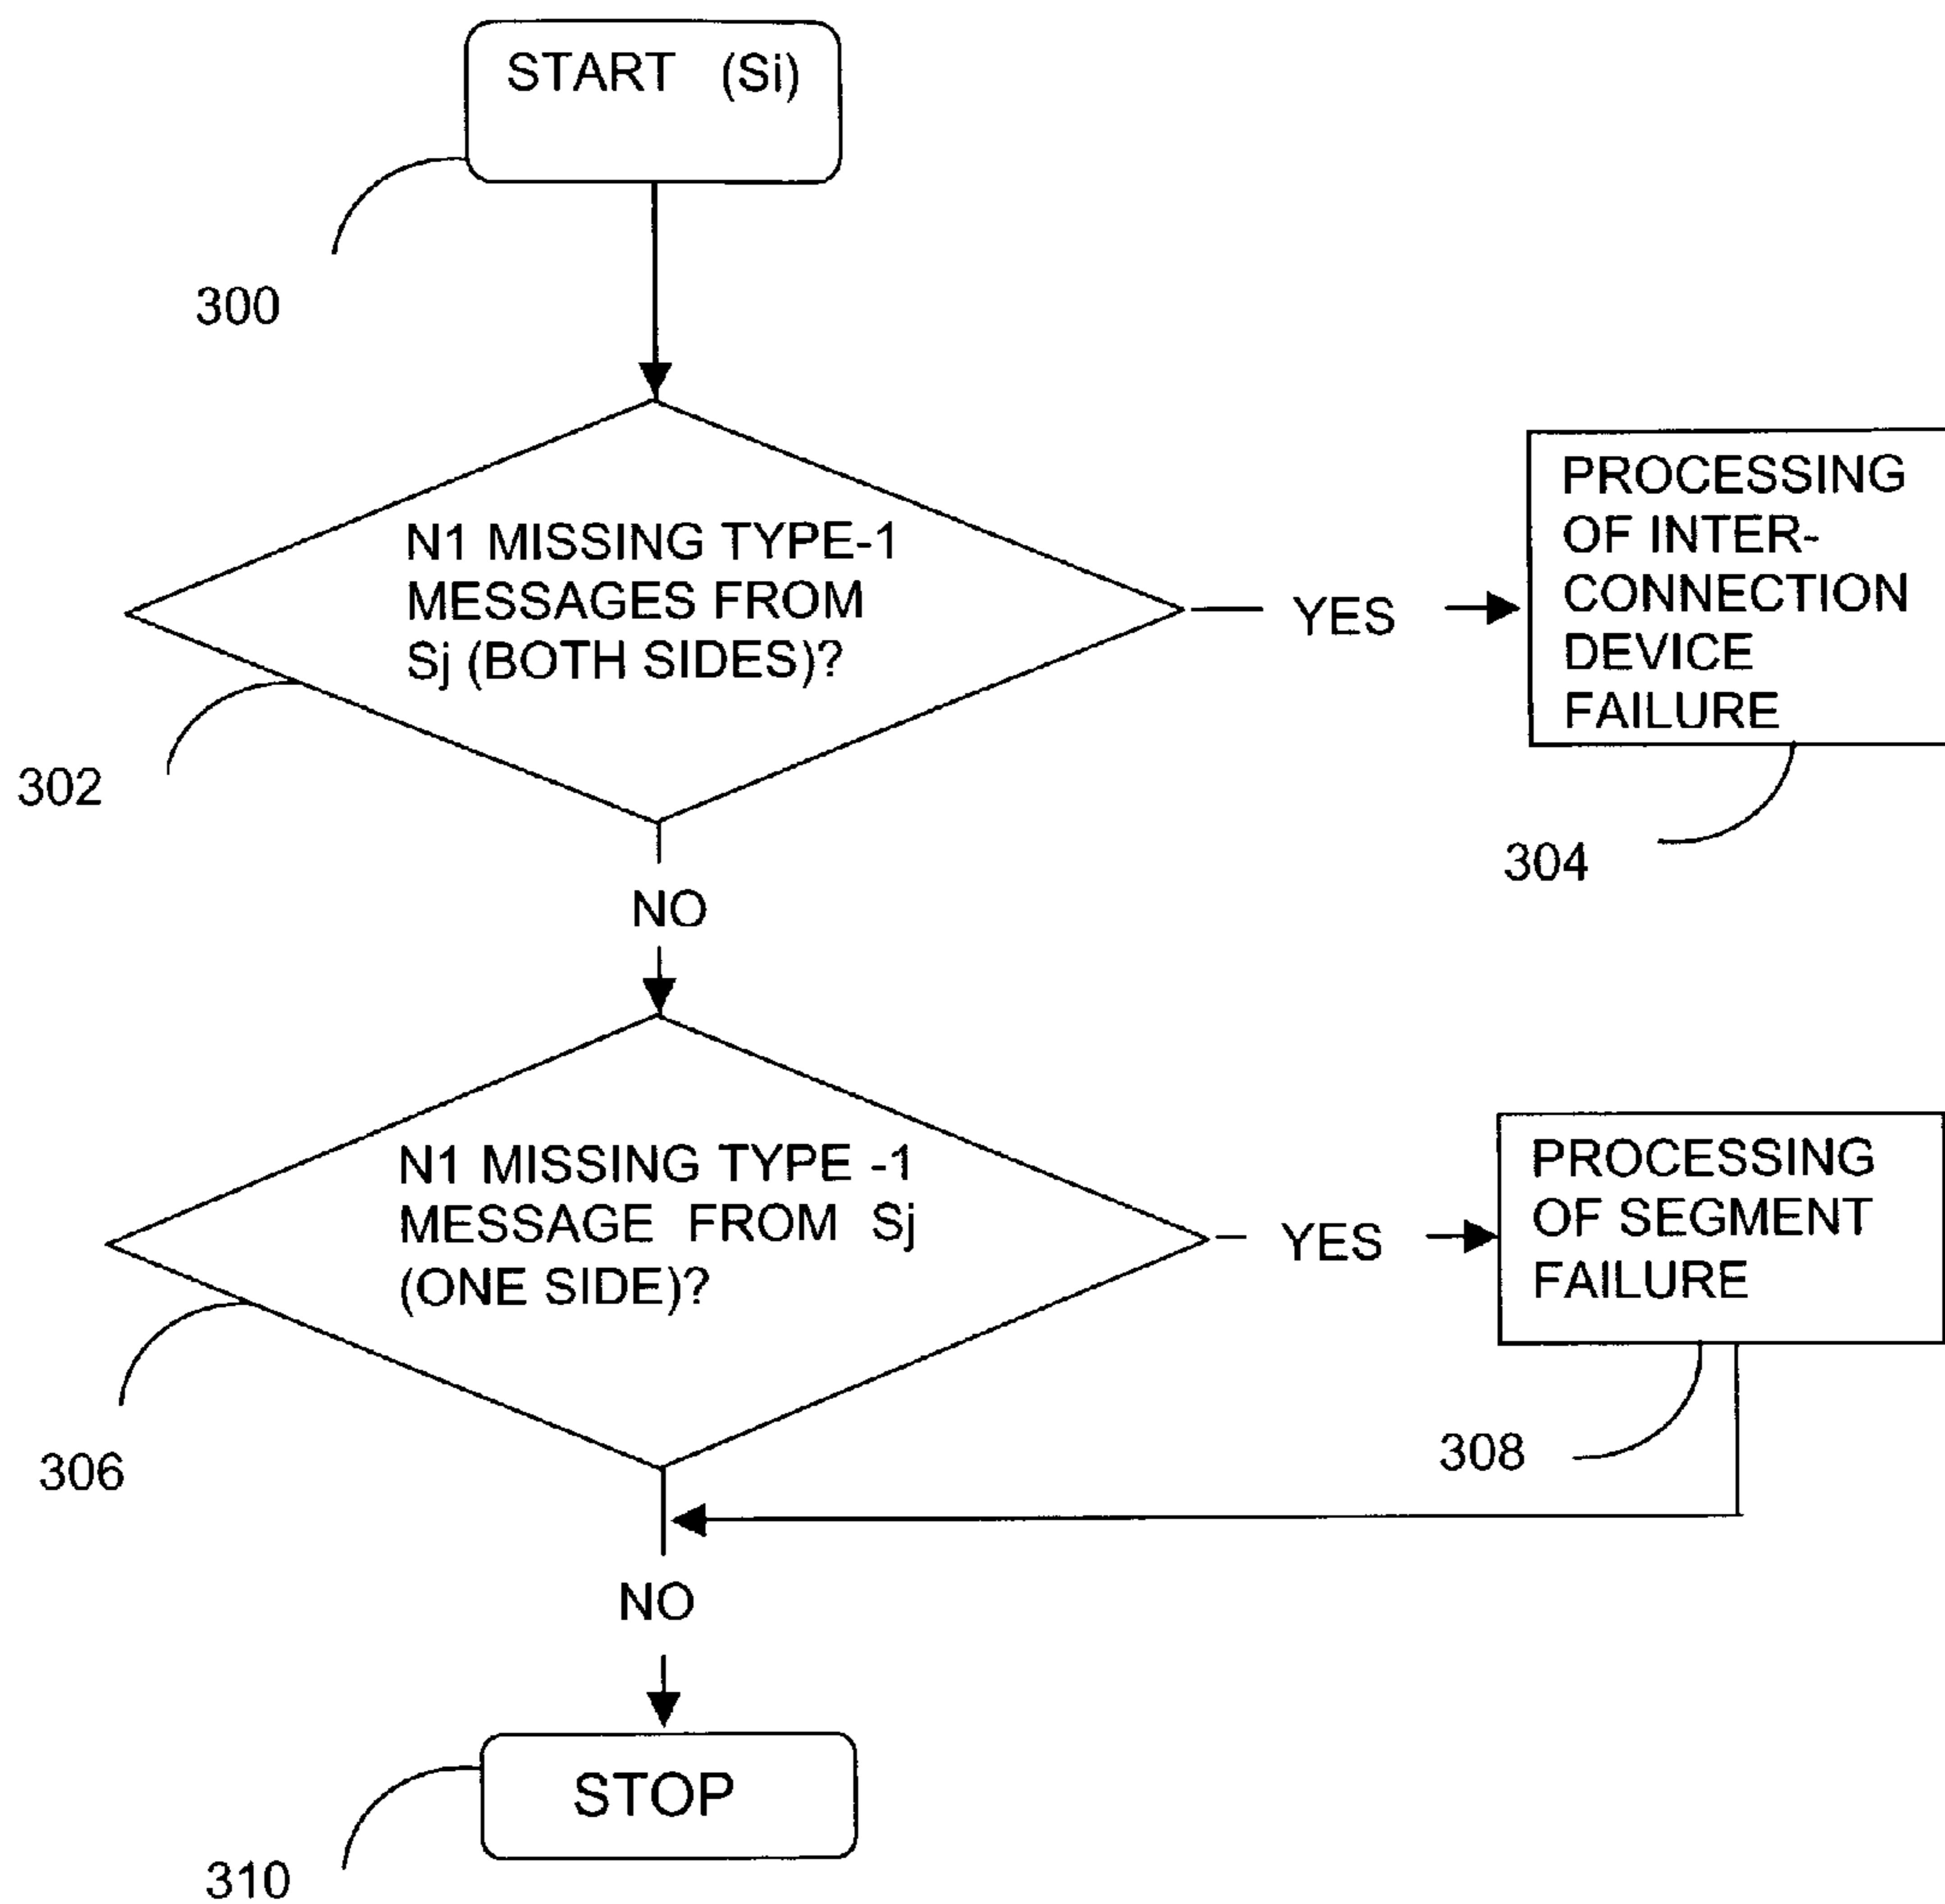 START (Si)
300
N1 MISSING TYPE-1
MESSAGES FROM
Sj (BOTH SIDES)?
302
YES
PROCESSING
OF INTER-
CONNECTION
DEVICE
FAILURE
304
NO
N1 MISSING TYPE -1
MESSAGE FROM Sj
(ONE SIDE)?
306
YES
PROCESSING
OF SEGMENT
FAILURE
308
NO
STOP
310